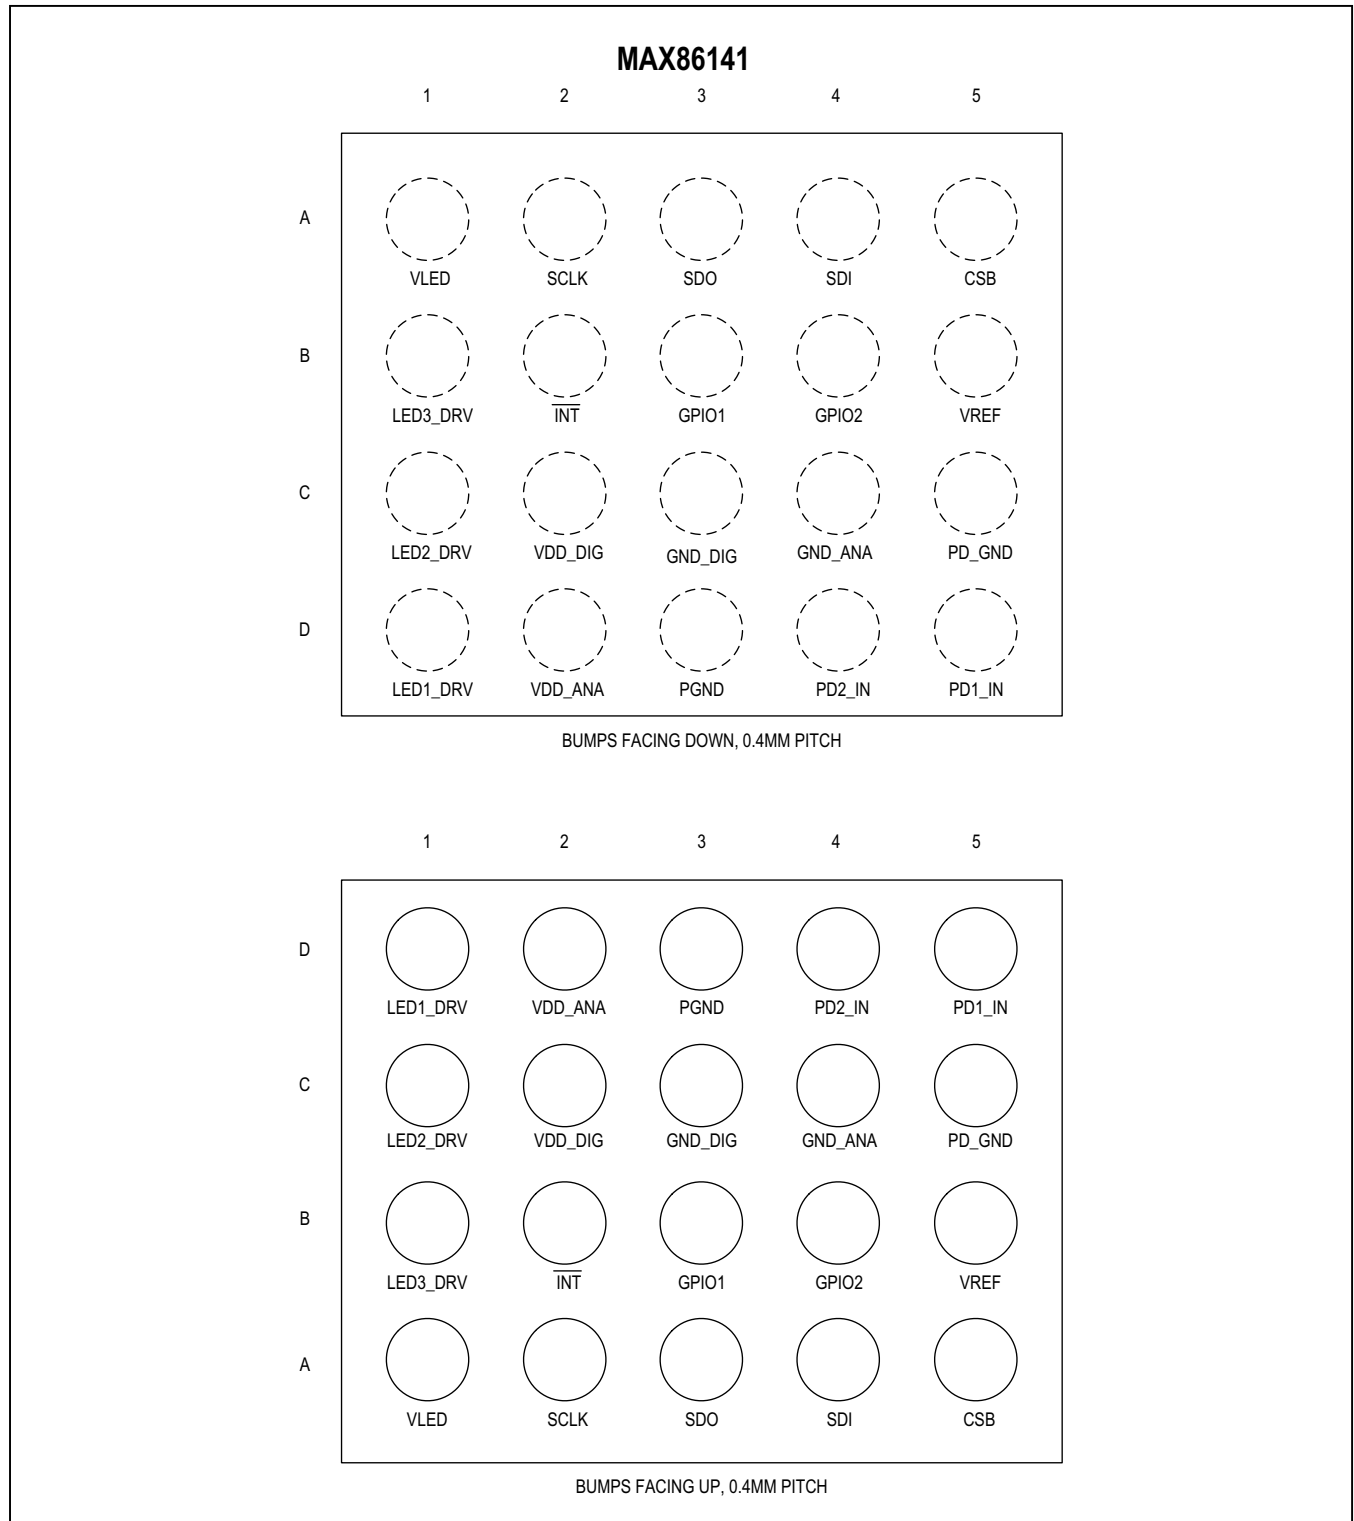 MAX86141
1 2 3 4 5
A
VLED SCLK SDO SDI CSB
B
LED3_DRV INT GPIO1 GPIO2 VREF
C
LED2_DRV VDD_DIG GND_DIG GND_ANA PD_GND
D
LED1_DRV VDD_ANA PGND PD2_IN PD1_IN
BUMPS FACING DOWN, 0.4MM PITCH
1 2 3 4 5
D
LED1_DRV VDD_ANA PGND PD2_IN PD1_IN
C
LED2_DRV VDD_DIG GND_DIG GND_ANA PD_GND
B
LED3_DRV INT GPIO1 GPIO2 VREF
A
VLED SCLK SDO SDI CSB
BUMPS FACING UP, 0.4MM PITCH